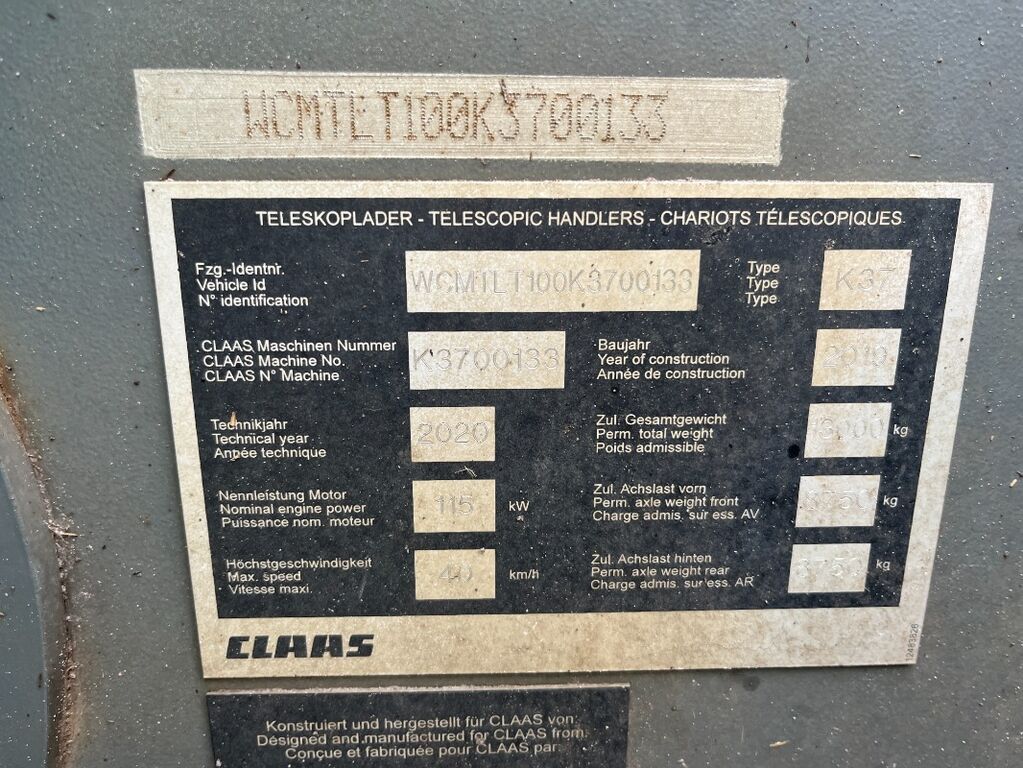 WCMTLT100K3700133
TELESKOPLADER - TELESCOPIC HANDLERS - CHARIOTS TÉLESCOPIQUES
Fzg.-Identnr.
Vehicle Id
N° identification
WCMTLT100K3700133
Type
Type
Type
K37
CLAAS Maschinen Nummer
CLAAS Machine No.
CLAAS N° Machine
K3700133
Baujahr
Year of construction
Année de construction
2019
Technikjahr
Technical year
Année technique
2020
Zul. Gesamtgewicht
Perm. total weight
Poids admissible
kg
Nennleistung Motor
Nominal engine power
Puissance nom. moteur
115 kW
Zul. Achslast vorn
Perm. axle weight front
Charge admis. sur ess. AV
8750 kg
Höchstgeschwindigkeit
Max. speed
Vitesse maxi.
40 km/h
Zul. Achslast hinten
Perm. axle weight rear
Charge admis. sur ess. AR
8750 kg
CLAAS
12483826
Konstruiert und hergestellt für CLAAS von:
Designed and manufactured for CLAAS from:
Conçue et fabriquée pour CLAAS par: